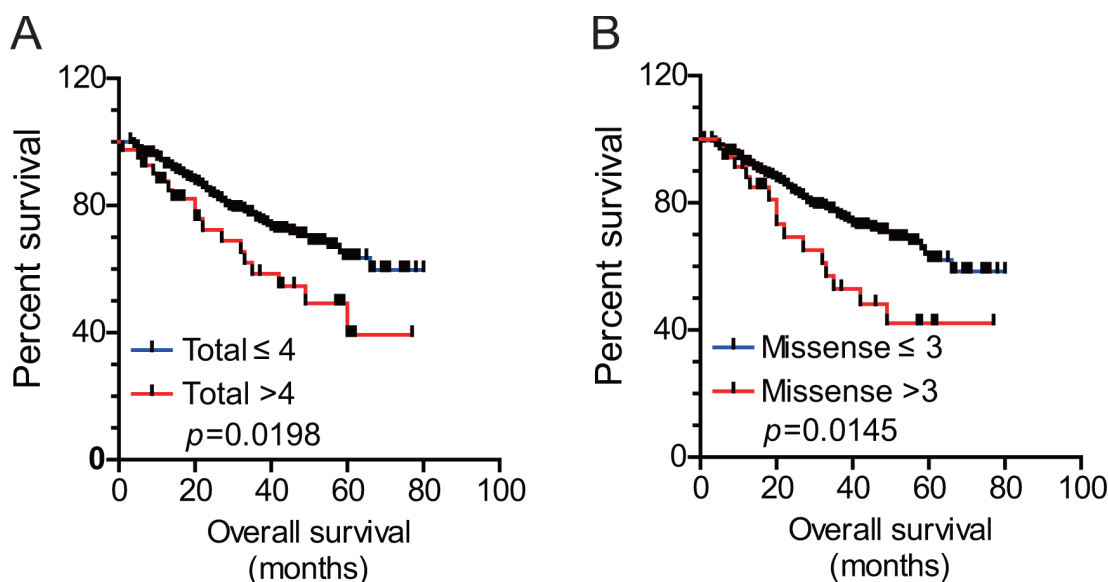 A
Percent survival
120
80
40
0
Total ≤ 4
Total >4
p=0.0198
0 20 40 60 80 100
Overall survival
(months)
B
Percent survival
120
80
40
0
Missense ≤ 3
Missense >3
p=0.0145
0 20 40 60 80 100
Overall survival
(months)